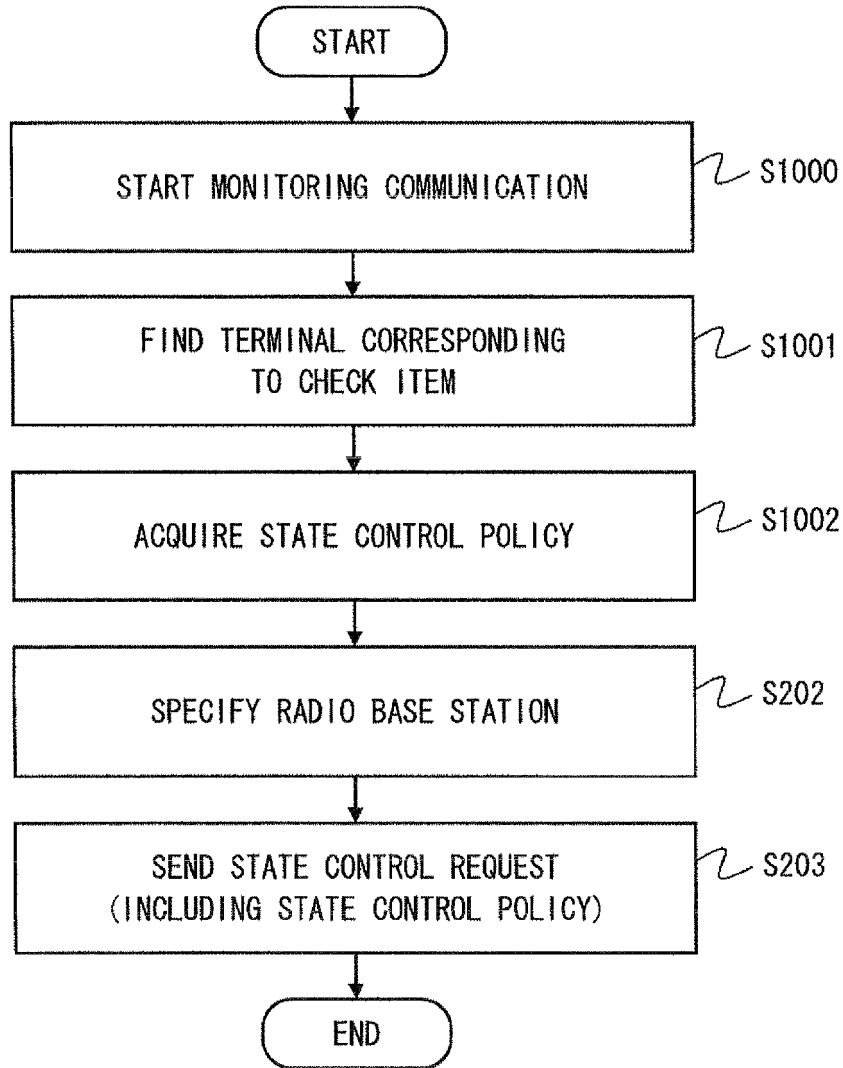 START
START MONITORING COMMUNICATION
S1000
FIND TERMINAL CORRESPONDING
TO CHECK ITEM
S1001
ACQUIRE STATE CONTROL POLICY
S1002
SPECIFY RADIO BASE STATION
S202
SEND STATE CONTROL REQUEST
(INCLUDING STATE CONTROL POLICY)
S203
END